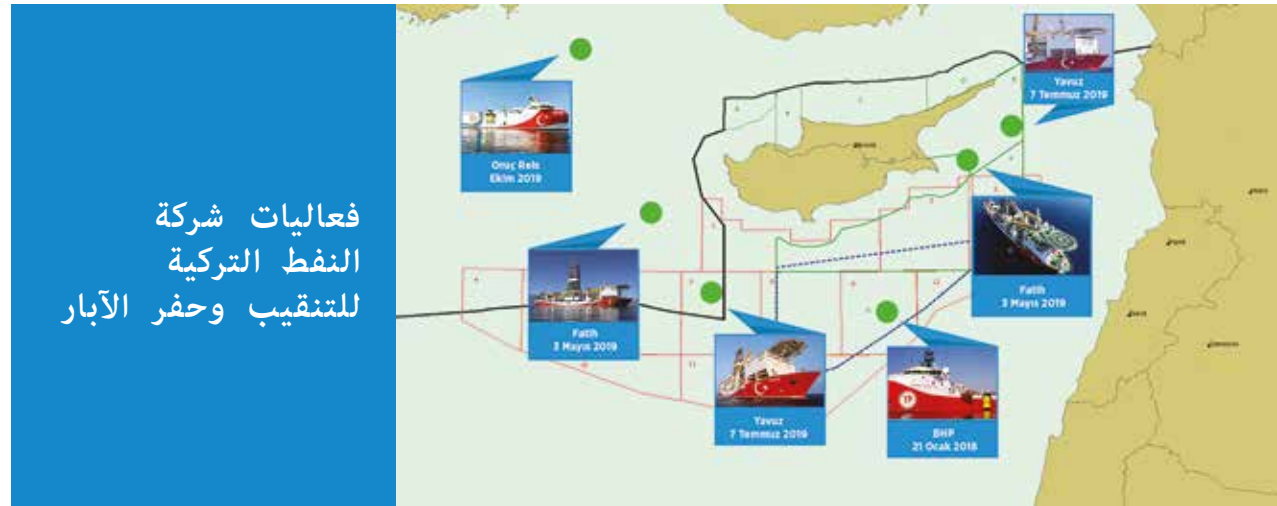 فعاليات شركة
النفط التركية
للتنقيب وحفر الآبار
Oruç Reis
Ekim 2019
Yavuz
7 Temmuz 2019
Fatih
3 Mayıs 2019
Fatih
3 Mayıs 2019
Yavuz
7 Temmuz 2019
BHP
21 Ocak 2018